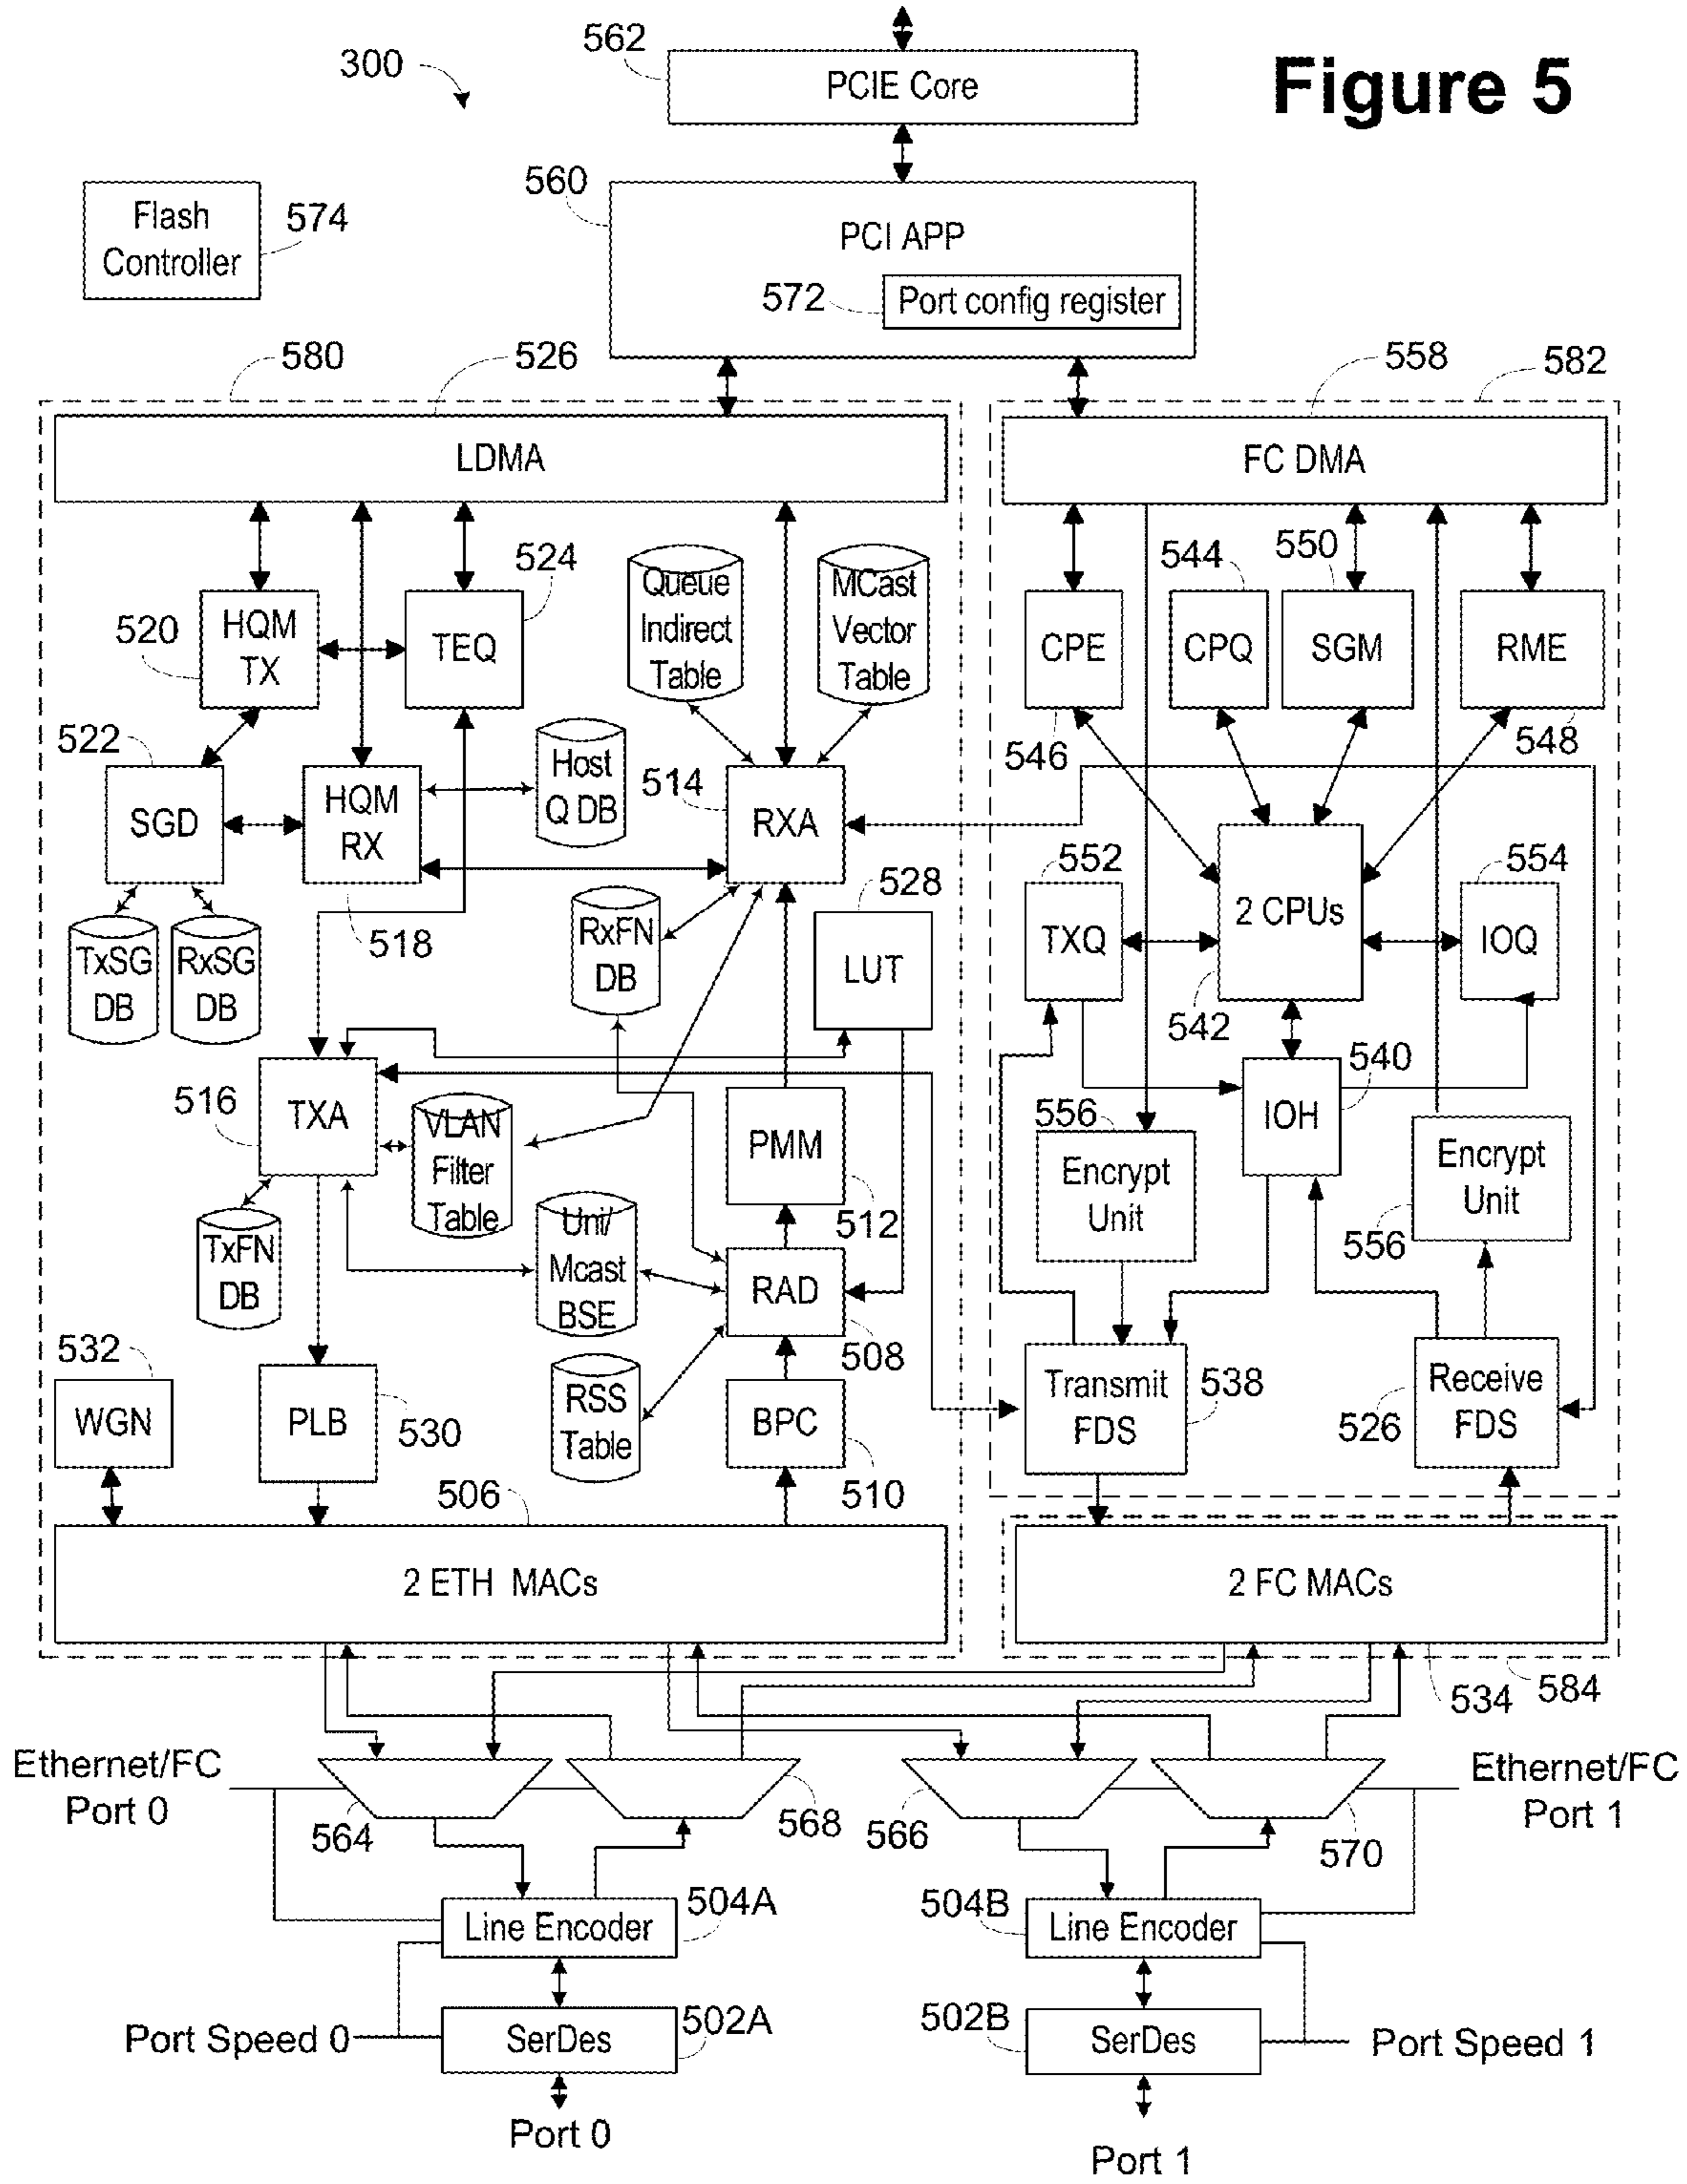 562
300
PCIE Core
Figure 5
560
Flash
Controller
574
PCI APP
572
Port config register
580
526
558
582
LDMA
FC DMA
524
544
550
520
HQM
TX
TEQ
Queue
Indirect
Table
MCast
Vector
Table
CPE
CPQ
SGM
RME
522
546
548
SGD
HQM
RX
Host
Q DB
514
RXA
528
552
554
518
TxSG
DB
RxSG
DB
RxFN
DB
LUT
TXQ
2 CPUs
IOQ
542
540
516
TXA
VLAN
Filter
Table
PMM
556
IOH
Encrypt
Unit
Encrypt
Unit
512
556
TxFN
DB
Uni/
Mcast
BSE
RAD
508
532
WGN
PLB
530
RSS
Table
BPC
510
Transmit
FDS
538
526
Receive
FDS
506
2 ETH MACs
2 FC MACs
534
584
Ethernet/FC
Port 0
564
568
566
570
Ethernet/FC
Port 1
504A
Line Encoder
504B
Line Encoder
Port Speed 0
SerDes
502A
502B
SerDes
Port Speed 1
Port 0
Port 1